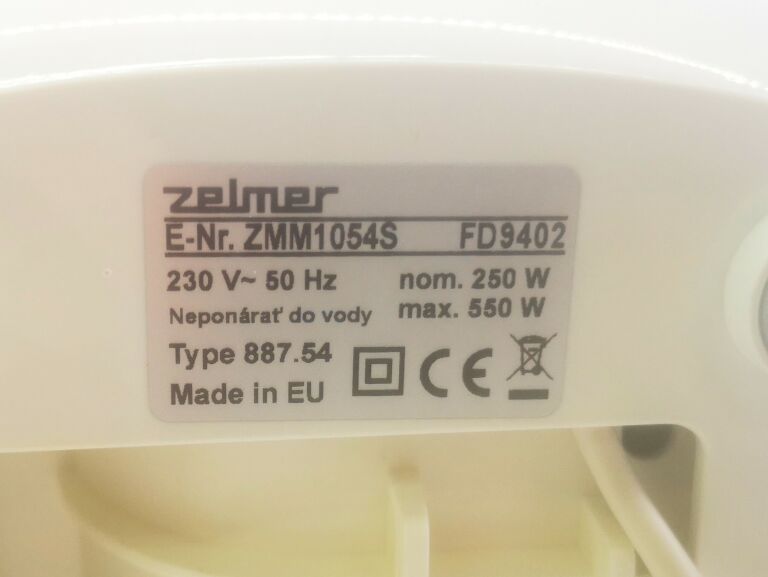 zelmer
E-Nr. ZMM1054S FD9402
230 V~ 50 Hz nom. 250 W
Neponárať do vody max. 550 W
Type 887.54
Made in EU CE